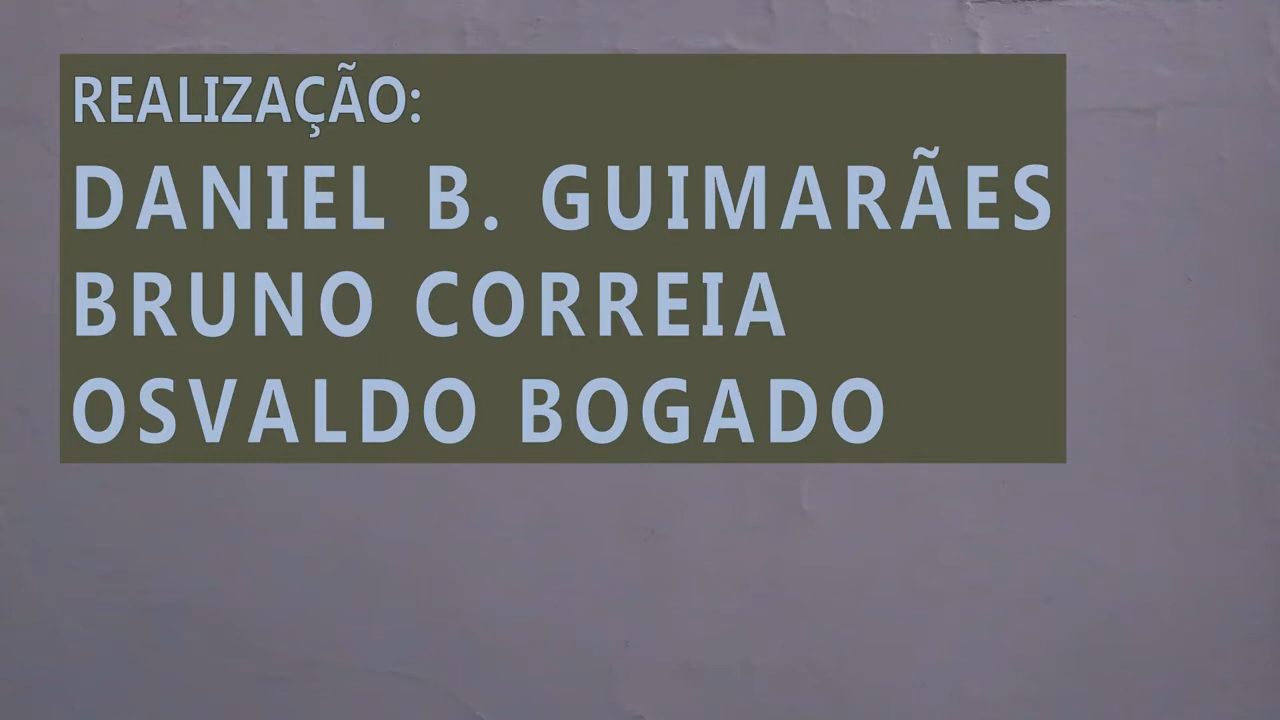 REALIZAÇÃO:
DANIEL B. GUIMARÃES
BRUNO CORREIA
OSVALDO BOGADO